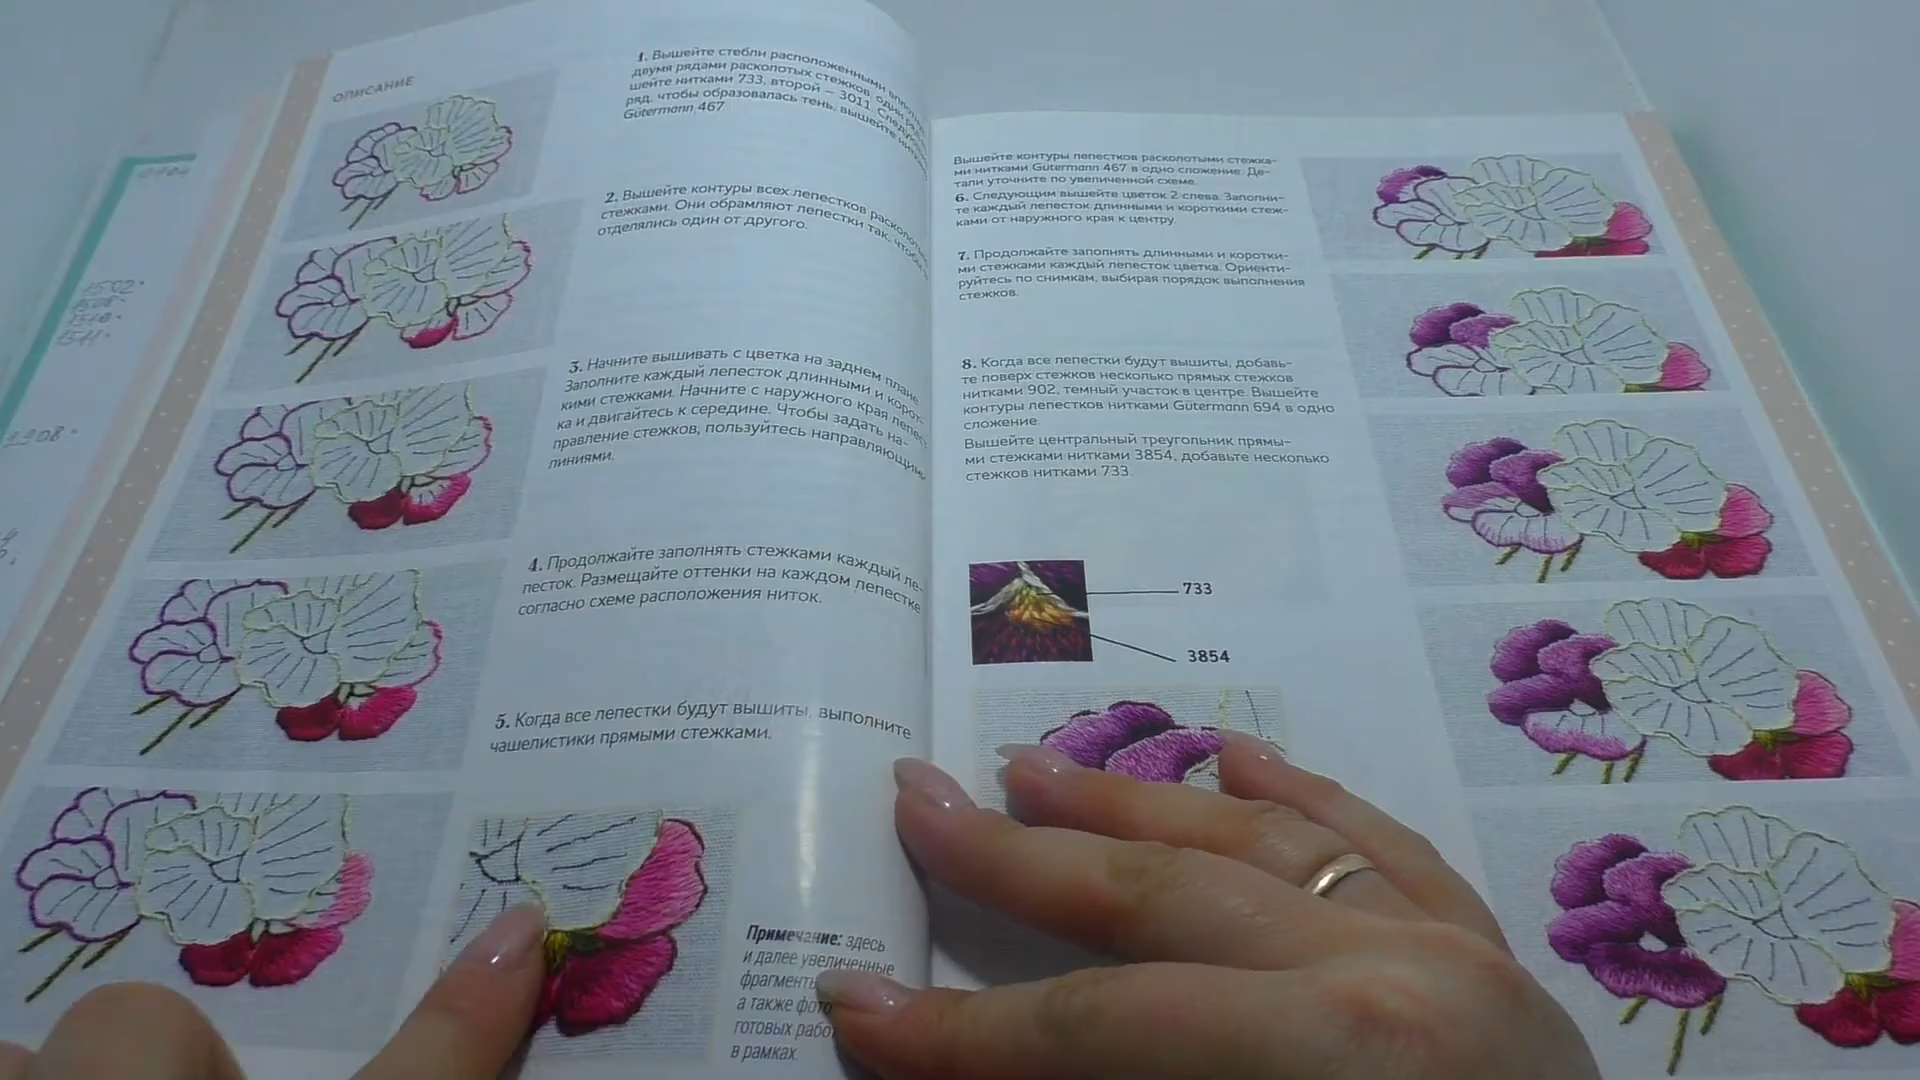 ОПИСАНИЕ
1. Вышейте стебли расположенными
двумя рядами расколотых стежков, один
шейте нитками 733, второй – 3011.
ряд, чтобы образовалась тень, вышейте
Gütermann 467
2. Вышейте контуры всех лепестков
стежками. Они обрамляют лепестки так, чтобы
отделялись один от другого.
3. Начните вышивать с цветка на заднем плане
Заполните каждый лепесток длинными и корот-
кими стежками. Начните с наружного края
ка и двигайтесь к середине. Чтобы задать на-
правление стежков, пользуйтесь направляющими
линиями.
4. Продолжайте заполнять стежками каждый ле-
песток. Размещайте оттенки на каждом лепестке
согласно схеме расположения ниток.
5. Когда все лепестки будут вышиты, выполните
чашелистики прямыми стежками.
Примечание: здесь
и далее увеличенные
фрагменты
а также фото
готовых
в рамках.
Вышейте контуры лепестков расколотыми стежка-
ми нитками Gütermann 467 в одно сложение. Де-
тали уточните по увеличенной схеме.
6. Следующим вышейте цветок 2 слева. Заполни-
те каждый лепесток длинными и короткими стеж-
ками от наружного края к центру.
7. Продолжайте заполнять длинными и коротки-
ми стежками каждый лепесток цветка. Ориенти-
руйтесь по снимкам, выбирая порядок выполнения
стежков.
8. Когда все лепестки будут вышиты, добавь-
те поверх стежков несколько прямых стежков
нитками 902, темный участок в центре. Вышейте
контуры лепестков нитками Gütermann 694 в одно
сложение.
Вышейте центральный треугольник прямы-
ми стежками нитками 3854, добавьте несколько
стежков нитками 733.
733
3854